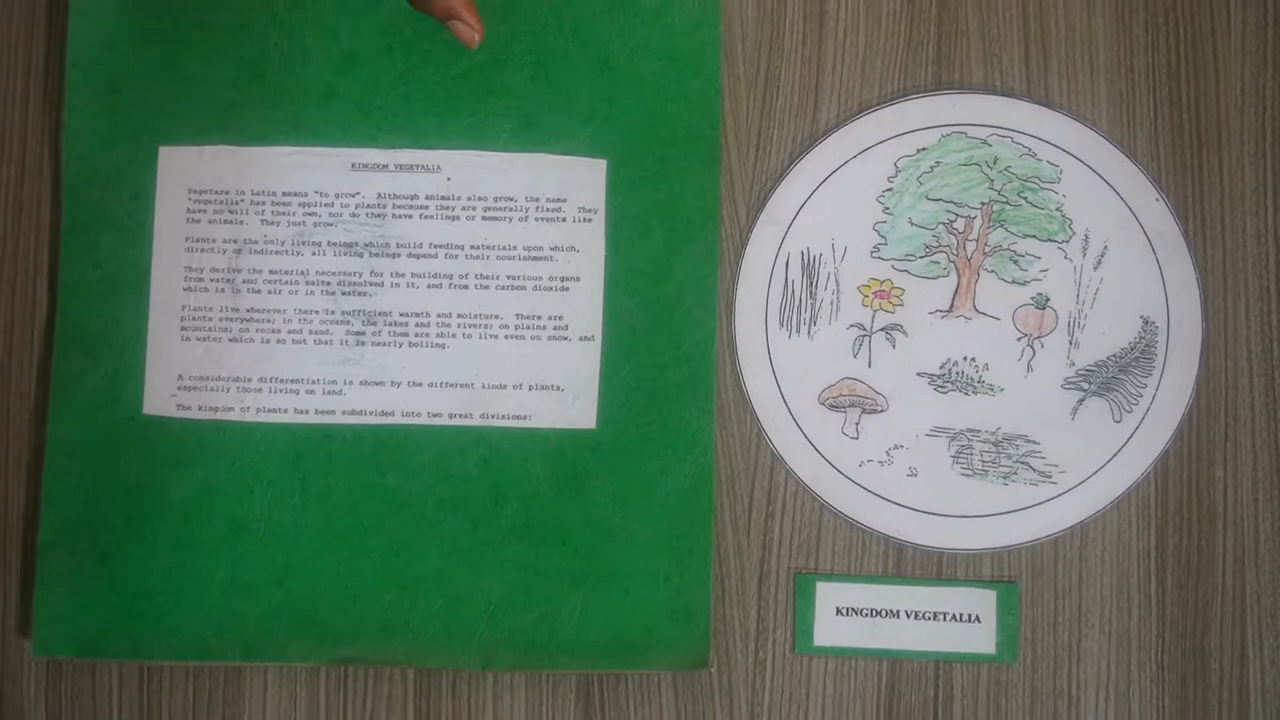 KINGDOM VEGETALIA
Vegetare in Latin means "to grow". Although animals also grow, the name
"vegetalia" has been applied to plants because they are generally fixed. They
have no will of their own, nor do they have feelings or memory of events like
the animals. They just grow.
Plants are the only living beings which build feeding materials upon which,
directly or indirectly, all living beings depend for their nourishment.
They derive the material necessary for the building of their various organs
from water and certain salts dissolved in it, and from the carbon dioxide
which is in the air or in the water.
Plants live wherever there is sufficient warmth and moisture. There are
plants everywhere; in the oceans, the lakes and the rivers; on plains and
mountains; on rocks and sand. Some of them are able to live even on snow, and
in water which is so hot that it is nearly boiling.
A considerable differentiation is shown by the different kinds of plants,
especially those living on land.
The kingdom of plants has been subdivided into two great divisions:
KINGDOM VEGETALIA